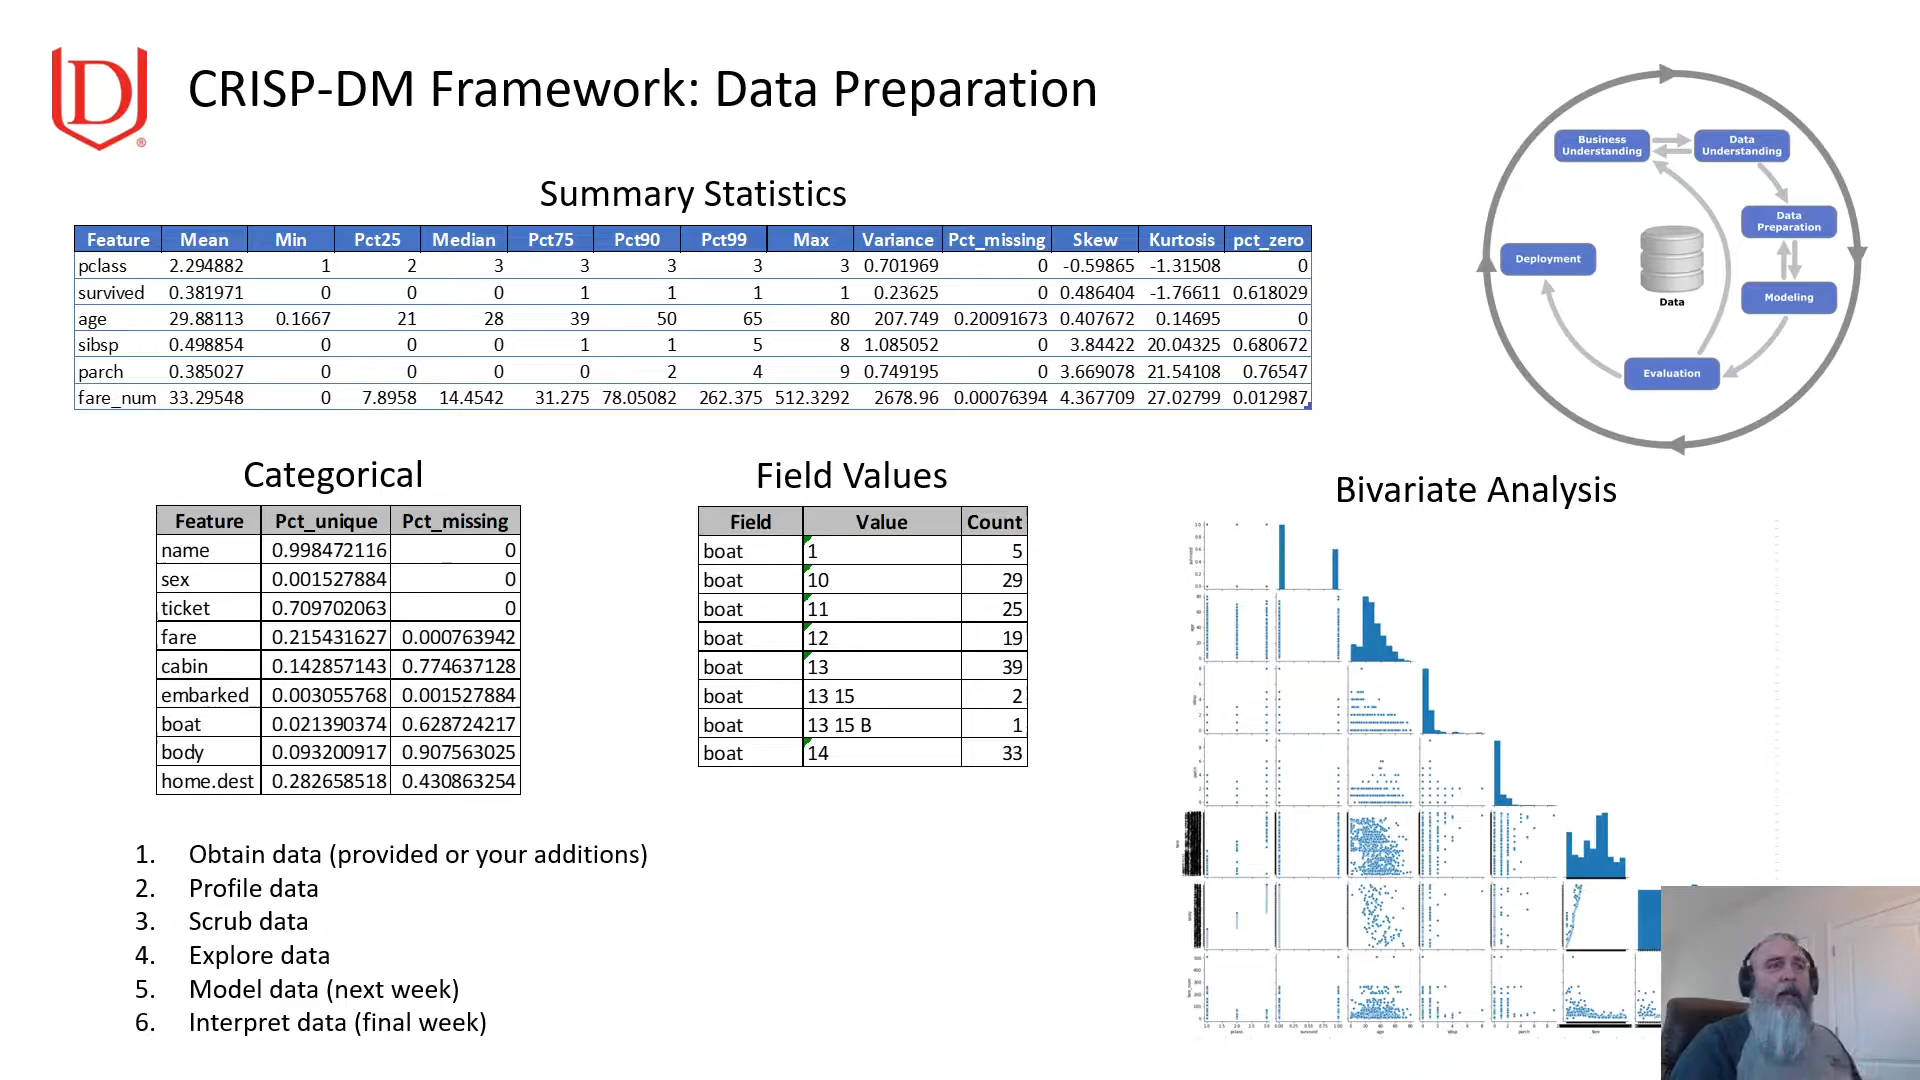 D
®
CRISP-DM Framework: Data Preparation
Business
Understanding
Data
Understanding
Data
Preparation
Modeling
Evaluation
Deployment
Data
Summary Statistics
Feature Mean Min Pct25 Median Pct75 Pct90 Pct99 Max Variance Pct_missing Skew Kurtosis pct_zero
pclass 2.294882 1 2 3 3 3 3 3 0.701969 0 -0.59865 -1.31508 0
survived 0.381971 0 0 0 1 1 1 1 0.23625 0 0.486404 -1.76611 0.618029
age 29.88113 0.1667 21 28 39 50 65 80 207.749 0.20091673 0.407672 0.14695 0
sibsp 0.498854 0 0 0 1 1 5 8 1.085052 0 3.84422 20.04325 0.680672
parch 0.385027 0 0 0 0 2 4 9 0.749195 0 3.669078 21.54108 0.76547
fare_num 33.29548 0 7.8958 14.4542 31.275 78.05082 262.375 512.3292 2678.96 0.00076394 4.367709 27.02799 0.012987
Categorical
Feature Pct_unique Pct_missing
name 0.998472116 0
sex 0.001527884 0
ticket 0.709702063 0
fare 0.215431627 0.000763942
cabin 0.142857143 0.774637128
embarked 0.003055768 0.001527884
boat 0.021390374 0.628724217
body 0.093200917 0.907563025
home.dest 0.282658518 0.430863254
Field Values
Field Value Count
boat 1 5
boat 10 29
boat 11 25
boat 12 19
boat 13 39
boat 13 15 2
boat 13 15 B 1
boat 14 33
Bivariate Analysis
1. Obtain data (provided or your additions)
2. Profile data
3. Scrub data
4. Explore data
5. Model data (next week)
6. Interpret data (final week)